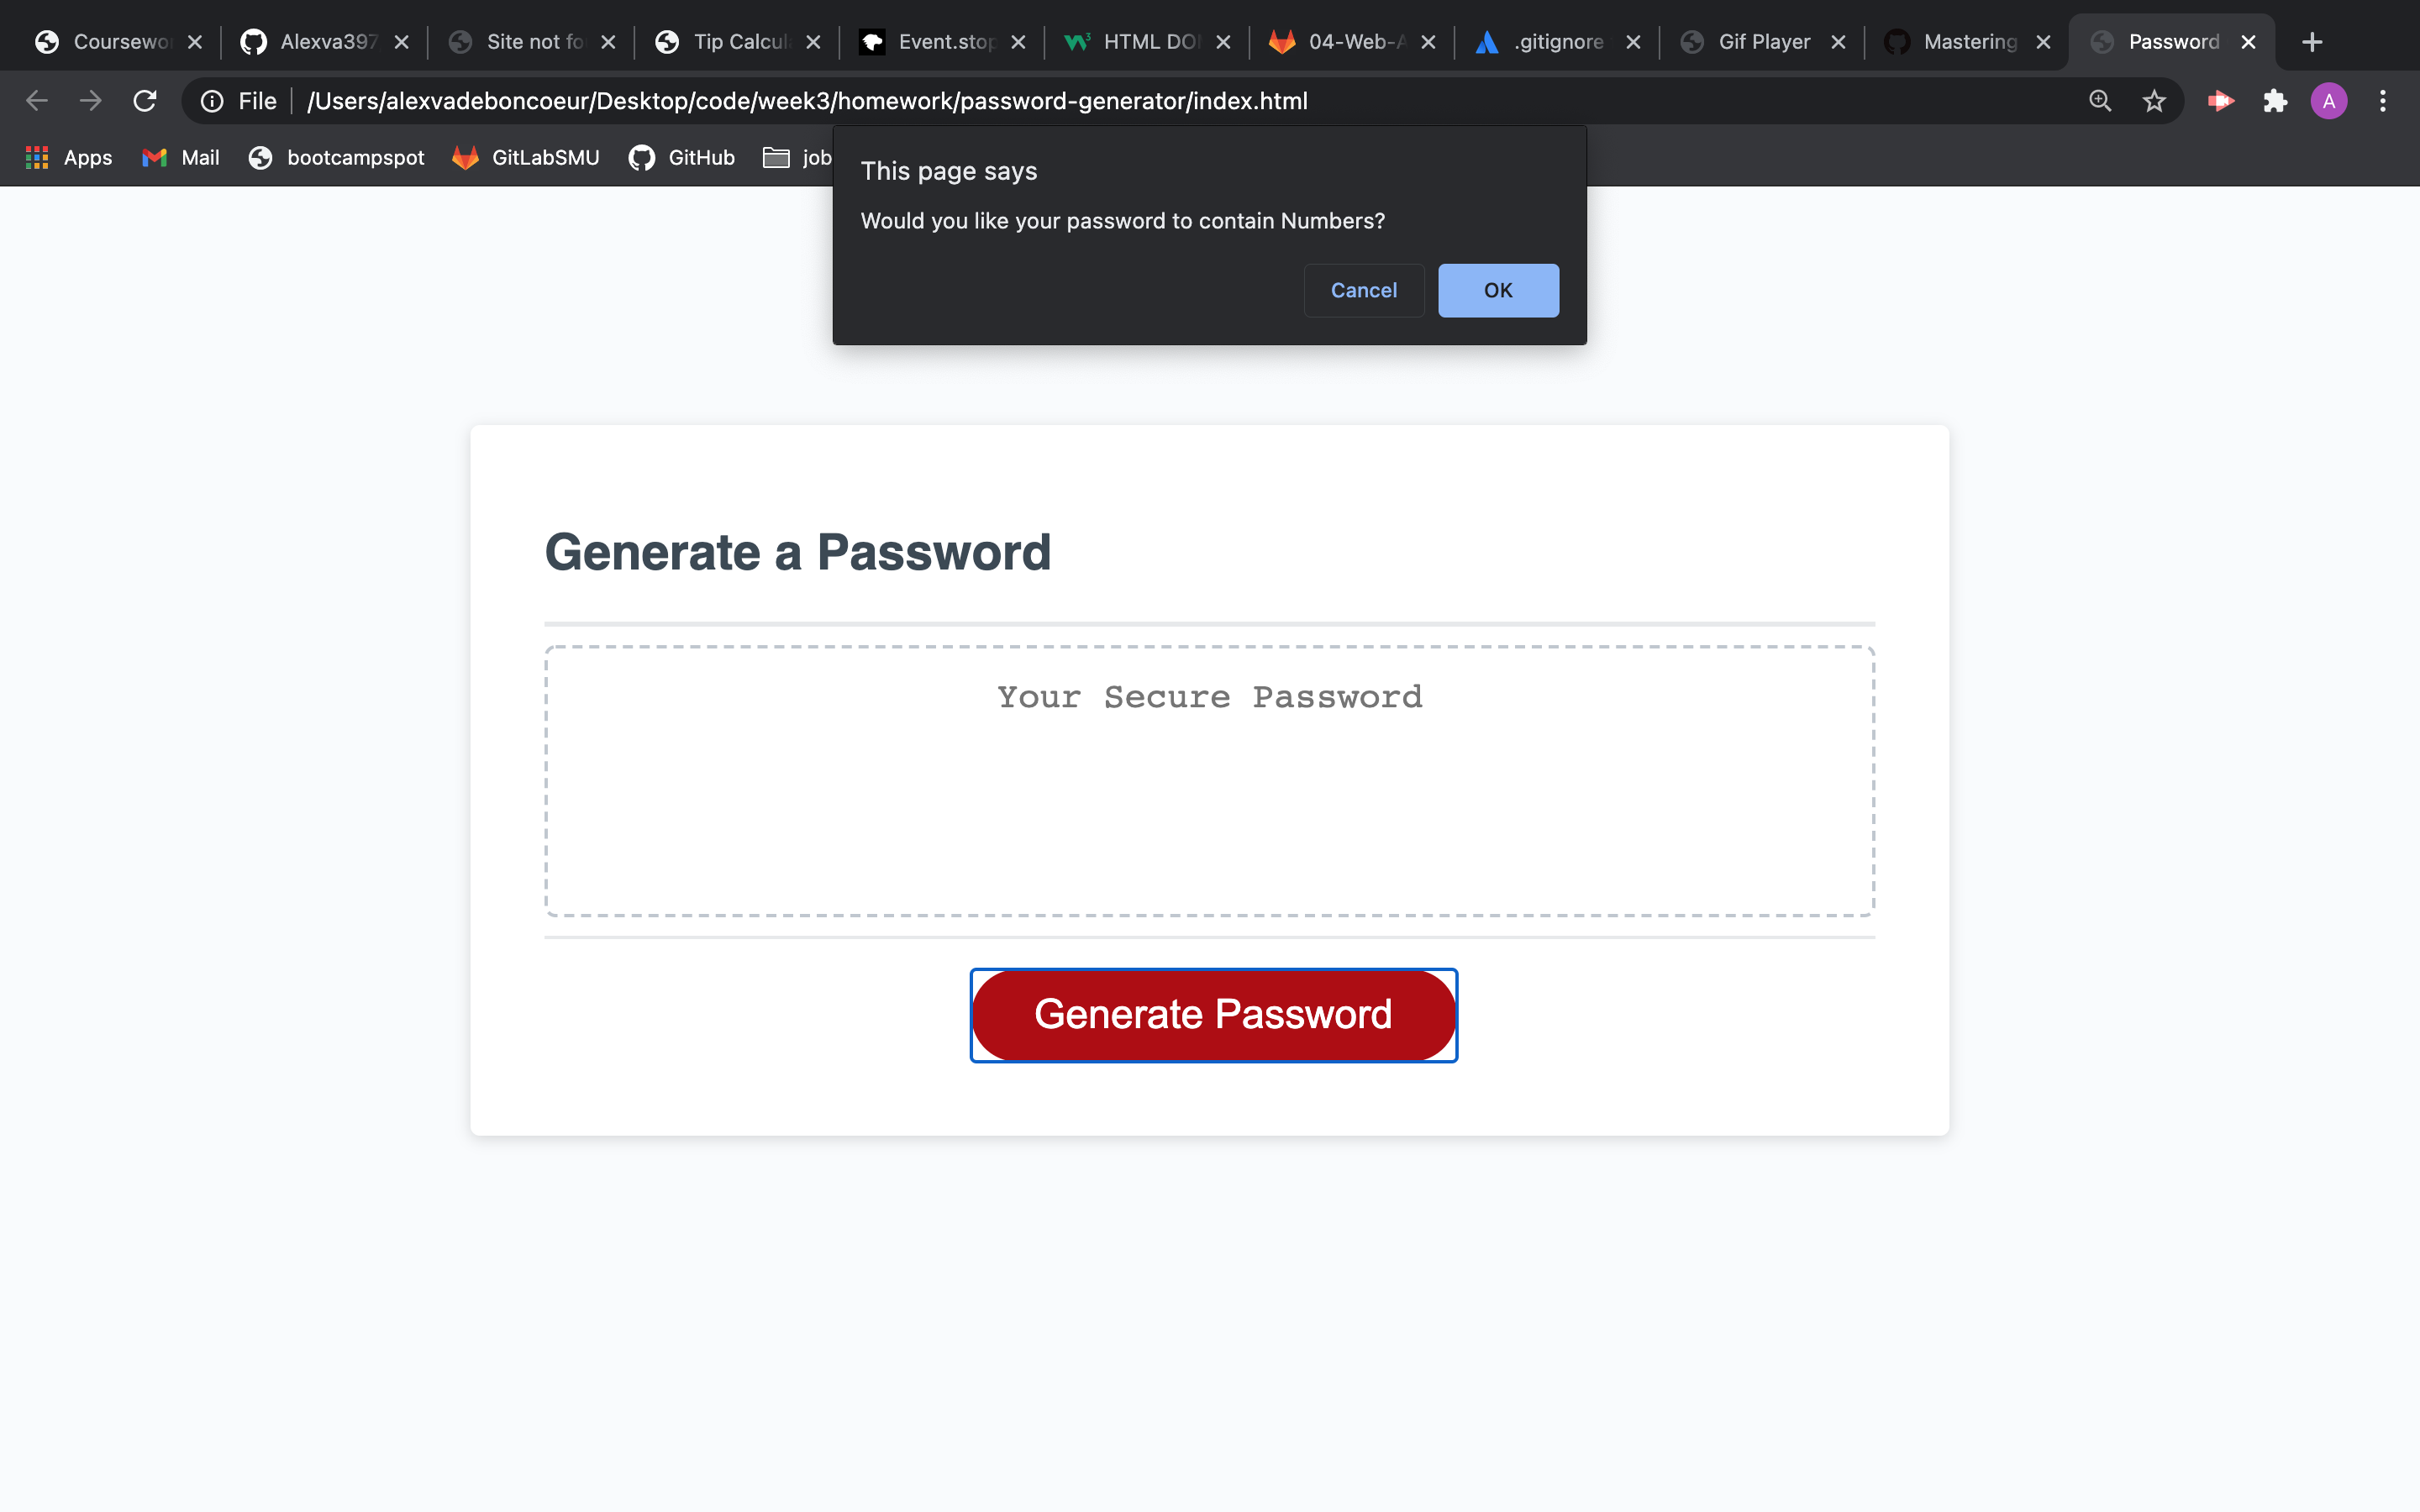 Coursewor
Alexva397
Site not fo
Tip Calcul
Event.stop
HTML DO
04-Web-A
.gitignore
Gif Player
Mastering
Password
File /Users/alexvadeboncoeur/Desktop/code/week3/homework/password-generator/index.html
A
Apps
Mail
bootcampspot
GitLabSMU
GitHub
job
This page says
Would you like your password to contain Numbers?
Cancel
OK
Generate a Password
Your Secure Password
Generate Password